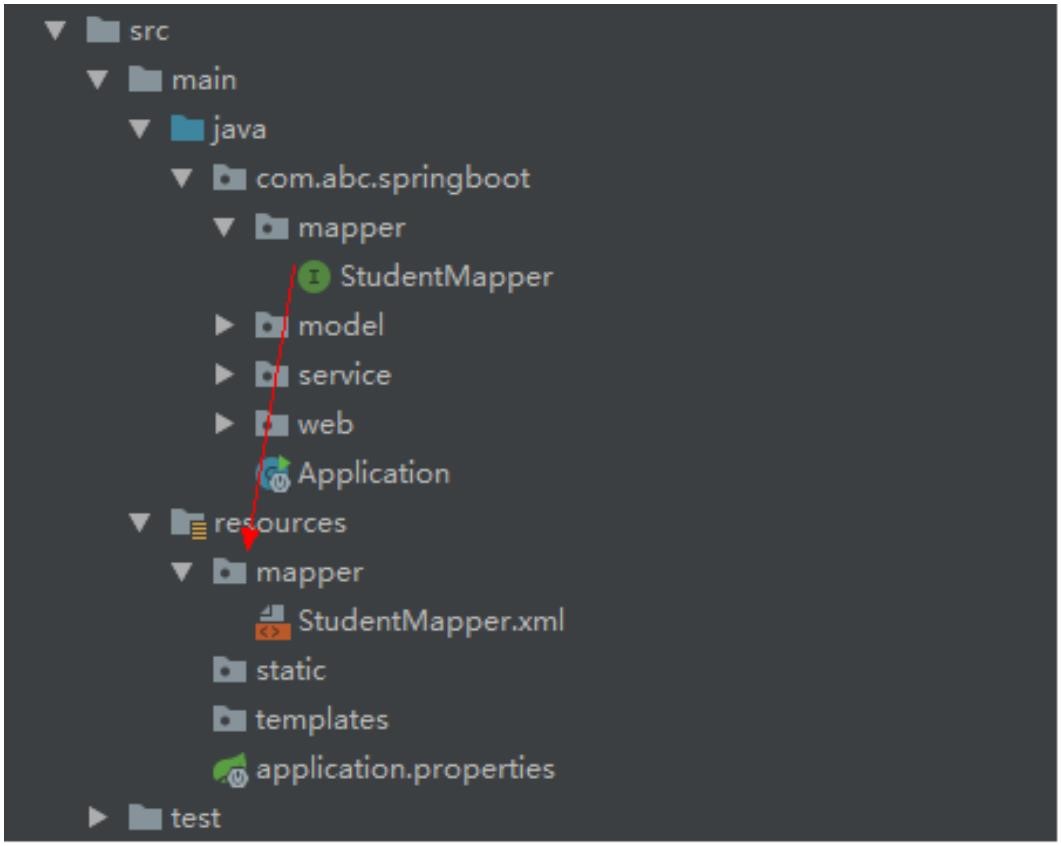 src
main
java
com.abc.springboot
mapper
StudentMapper
model
service
web
Application
resources
mapper
StudentMapper.xml
static
templates
application.properties
test